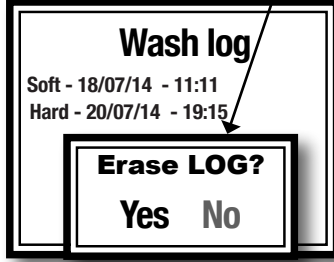 Wash log
Soft - 18/07/14 - 11:11
Hard - 20/07/14 - 19:15
Erase LOG?
Yes No